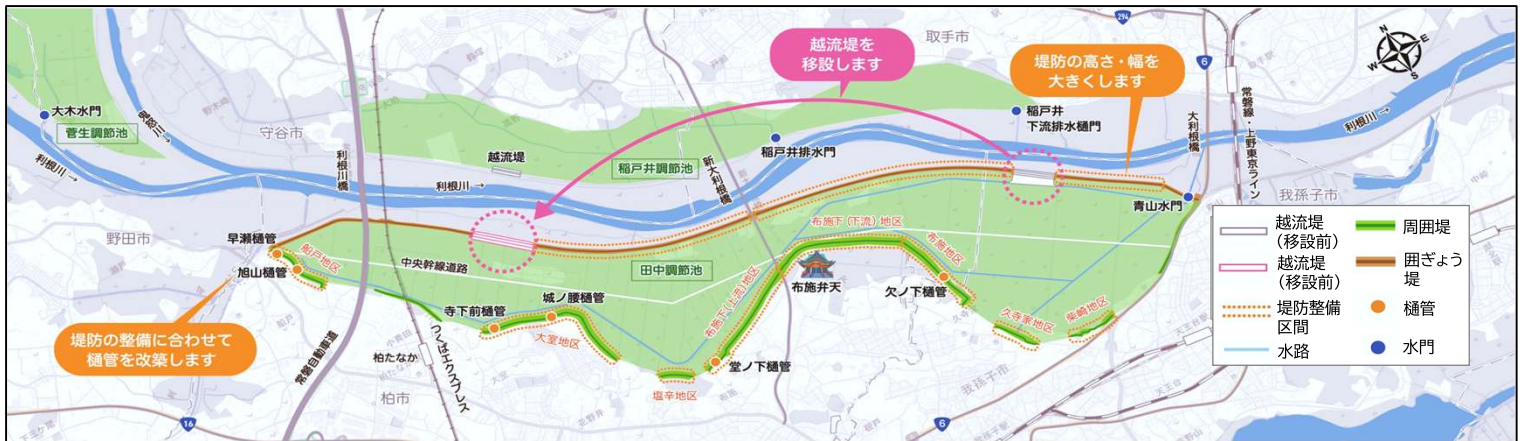 大木水門
菅生調節池
鬼怒川→
利根川→
守谷市
利根川橋
越流堤
利根川→
稲戸井調節池
新大利根橋
稲戸井排水門
越流堤を
移設します
取手市
294
稲戸井
下流排水樋門
堤防の高さ・幅を
大きくします
6
大利根橋
常磐線・上野東京ライン
利根川→
N
E
S
W
我孫子市
青山水門
野田市
早瀬樋管
旭山樋管
船戸地区
中央幹線道路
田中調節池
寺下前樋管
城ノ腰樋管
大室地区
堤防の整備に合わせて
樋管を改築します
常磐自動車道
柏たなか
つくばエクスプレス
柏市
16
塩辛地区
堂ノ下樋管
布施下(上流)地区
布施下(下流)地区
布施弁天
布施地区
欠ノ下樋管
久寺家地区
柴崎地区
我孫子市
6
越流堤
(移設前)
越流堤
(移設前)
堤防整備
区間
水路
周囲堤
囲ぎょう
堤
樋管
水門